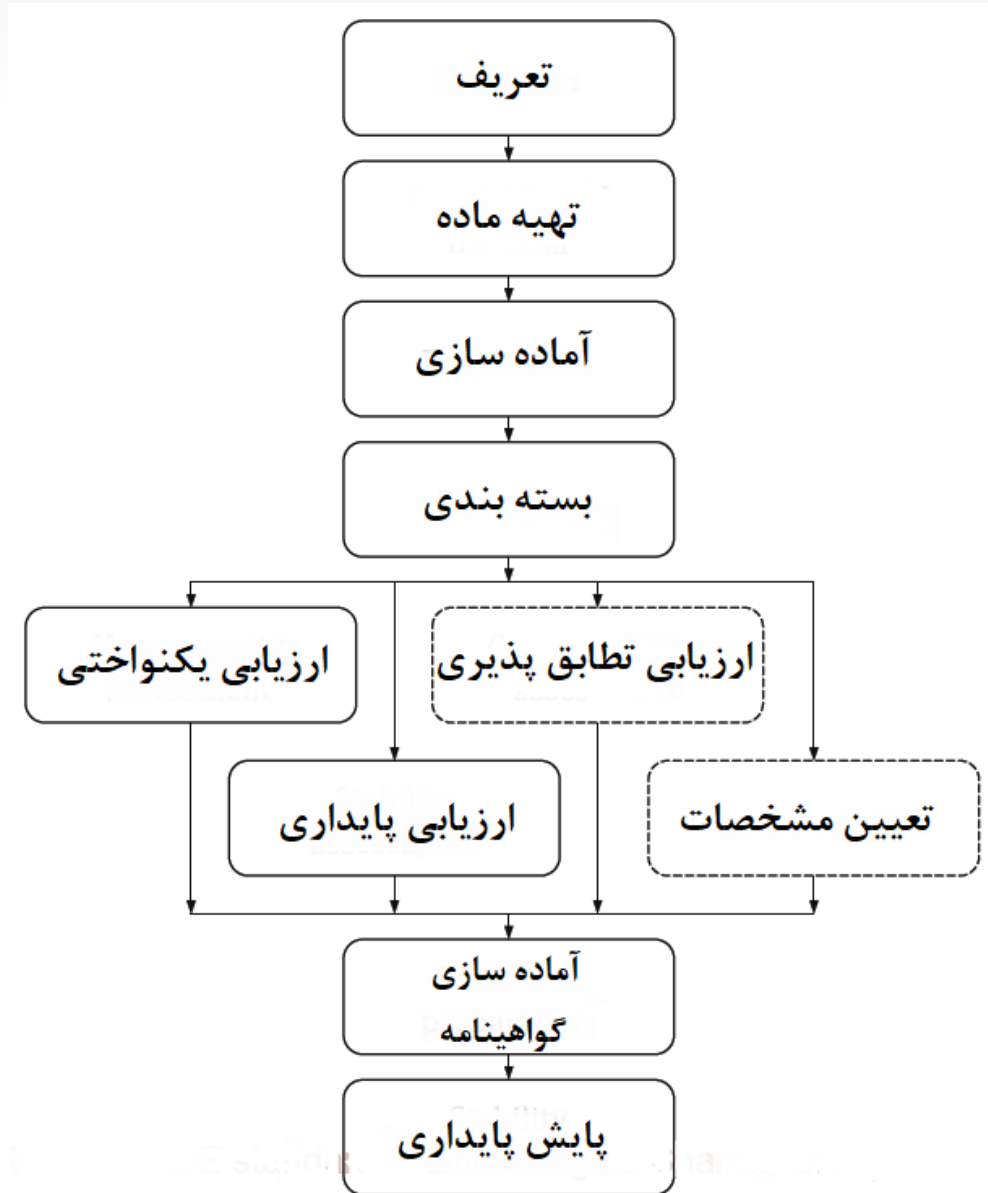 تعریف
تهیه ماده
آماده سازی
بسته بندی
ارزیابی یکنواختی
ارزیابی تطابق پذیری
ارزیابی پایداری
تعیین مشخصات
آماده سازی
گواهینامه
پایش پایداری